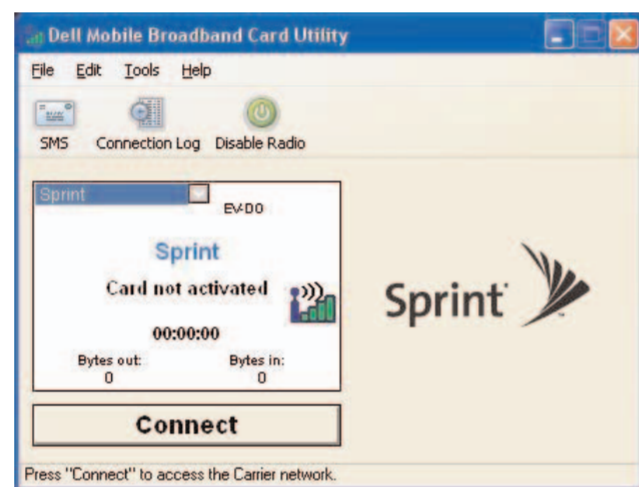 Dell Mobile Broadband Card Utility
File Edit Tools Help
SMS Connection Log Disable Radio
Sprint
EV-DO
Sprint
Card not activated
00:00:00
Bytes out: Bytes in:
0 0
Sprint
Connect
Press "Connect" to access the Carrier network.